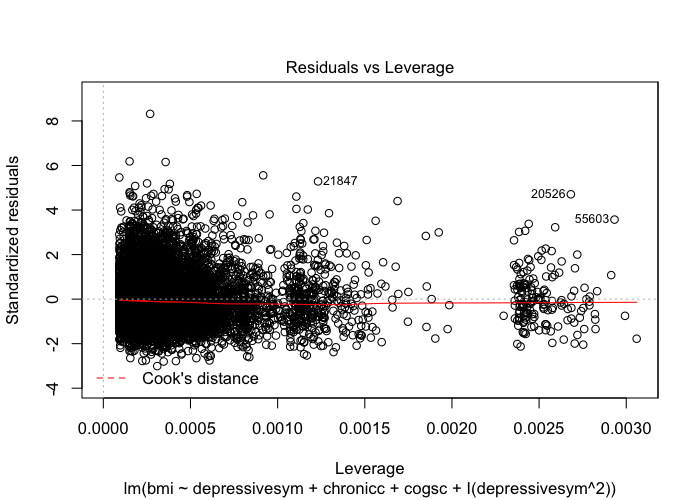 Residuals vs Leverage
Standardized residuals
8
6
4
2
0
-2
-4
21847
20526
55603
Cook's distance
0.0000 0.0005 0.0010 0.0015 0.0020 0.0025 0.0030
Leverage
lm(bmi ~ depressivesym + chronicc + cogsc + I(depressivesym^2))